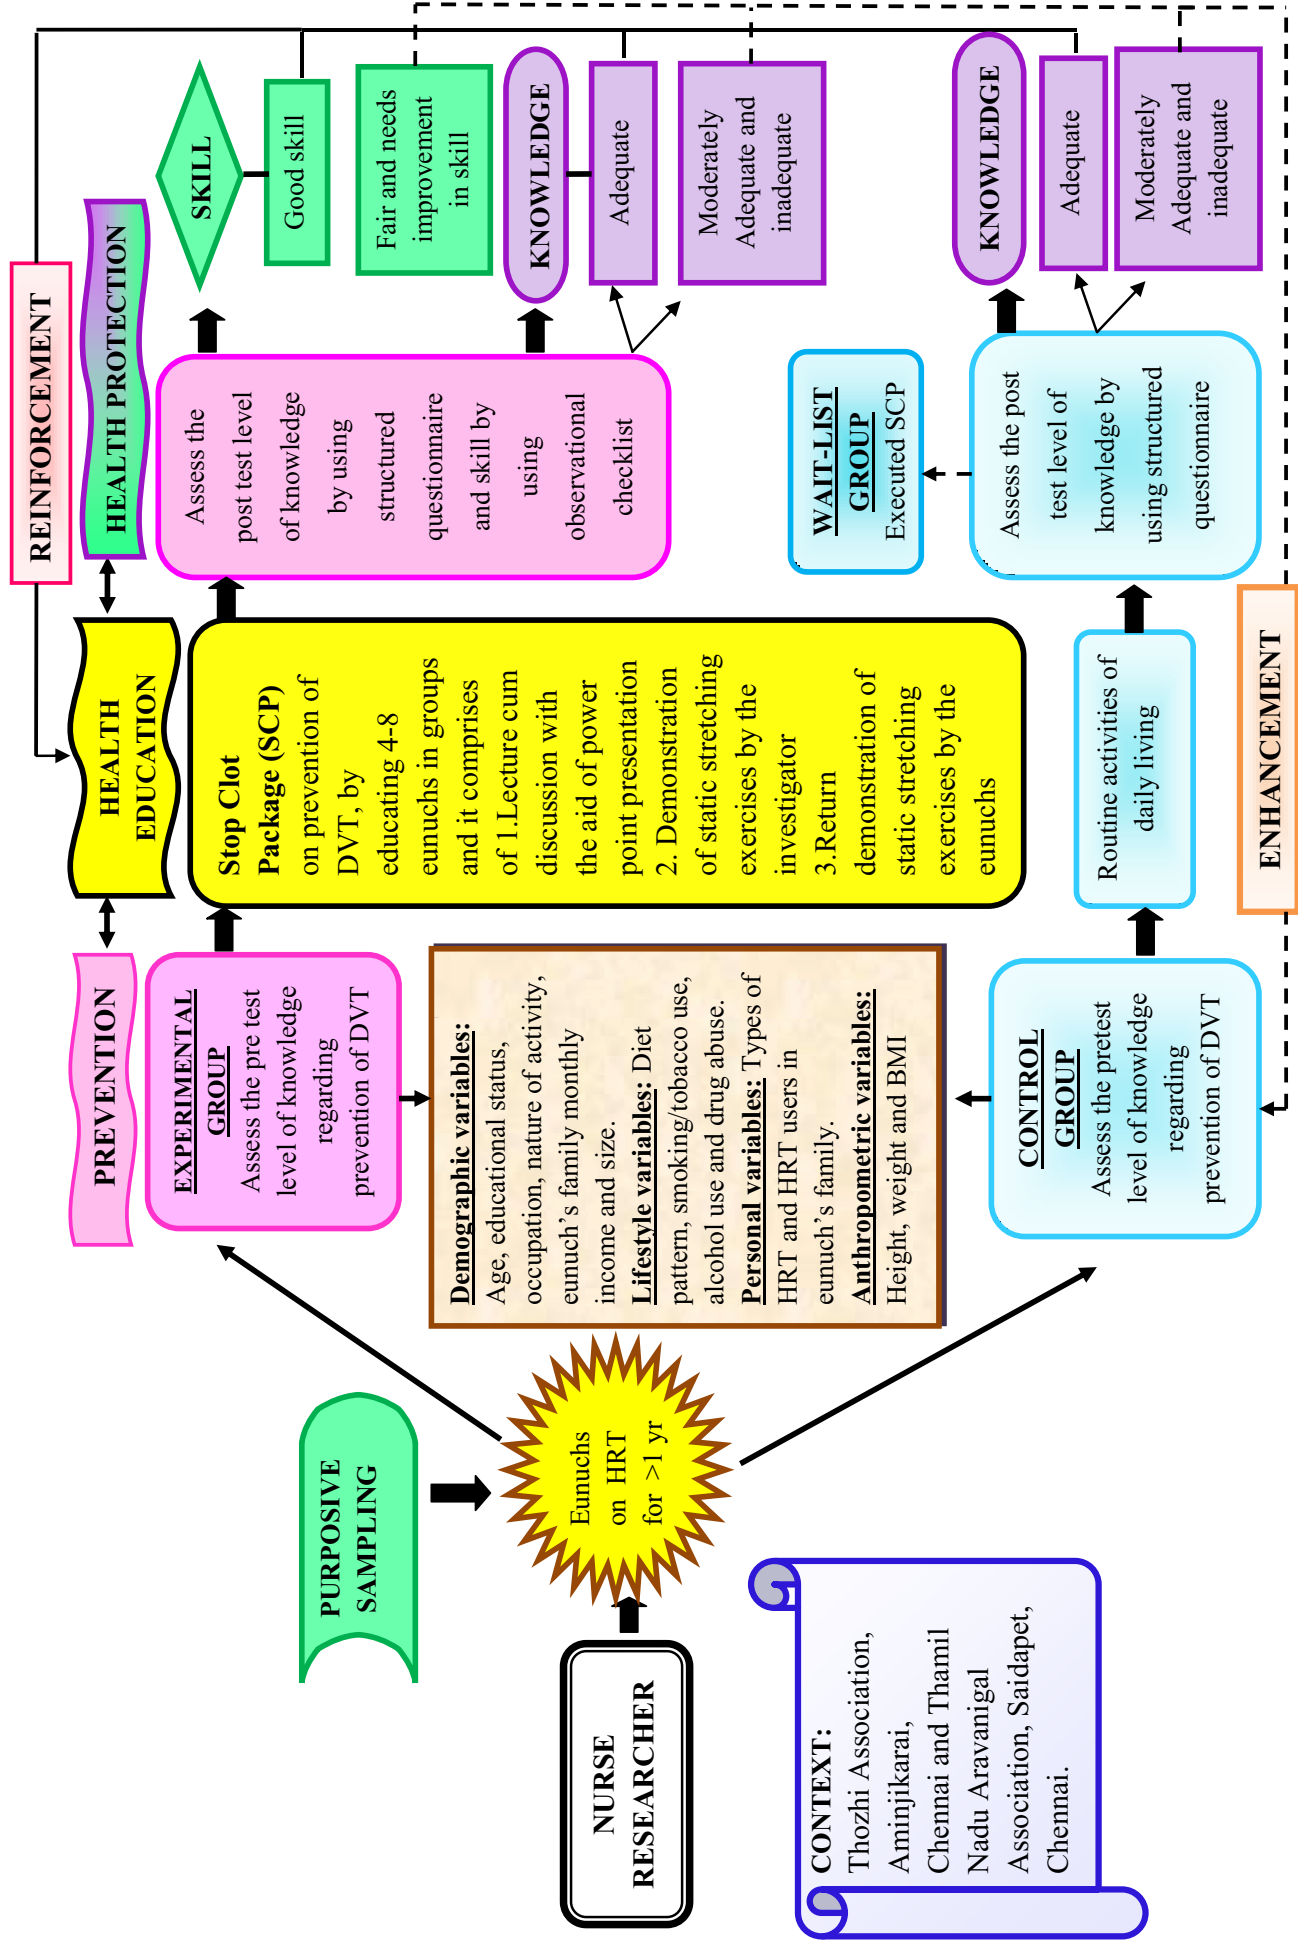 REINFORCEMENT
PREVENTION
HEALTH
EDUCATION
HEALTH PROTECTION
PURPOSIVE
SAMPLING
NURSE
RESEARCHER
Eunuchs
on HRT
for >1 yr
CONTEXT:
Thozhi Association,
Aminjikarai,
Chennai and Thamil
Nadu Aravanigal
Association, Saidapet,
Chennai.
EXPERIMENTAL
GROUP
Assess the pre test
level of knowledge
regarding
prevention of DVT
Demographic variables:
Age, educational status,
occupation, nature of activity,
eunuch’s family monthly
income and size.
Lifestyle variables: Diet
pattern, smoking/tobacco use,
alcohol use and drug abuse.
Personal variables: Types of
HRT and HRT users in
eunuch’s family.
Anthropometric variables:
Height, weight and BMI
CONTROL
GROUP
Assess the pretest
level of knowledge
regarding
prevention of DVT
Stop Clot
Package (SCP)
on prevention of
DVT, by
educating 4-8
eunuchs in groups
and it comprises
of 1.Lecture cum
discussion with
the aid of power
point presentation
2. Demonstration
of static stretching
exercises by the
investigator
3.Return
demonstration of
static stretching
exercises by the
eunuchs
Routine activities of
daily living
Assess the
post test level
of knowledge
by using
structured
questionnaire
and skill by
using
observational
checklist
WAIT-LIST
GROUP
Executed SCP
Assess the post
test level of
knowledge by
using structured
questionnaire
SKILL
Good skill
Fair and needs
improvement
in skill
KNOWLEDGE
Adequate
Moderately
Adequate and
inadequate
KNOWLEDGE
Adequate
Moderately
Adequate and
inadequate
ENHANCEMENT